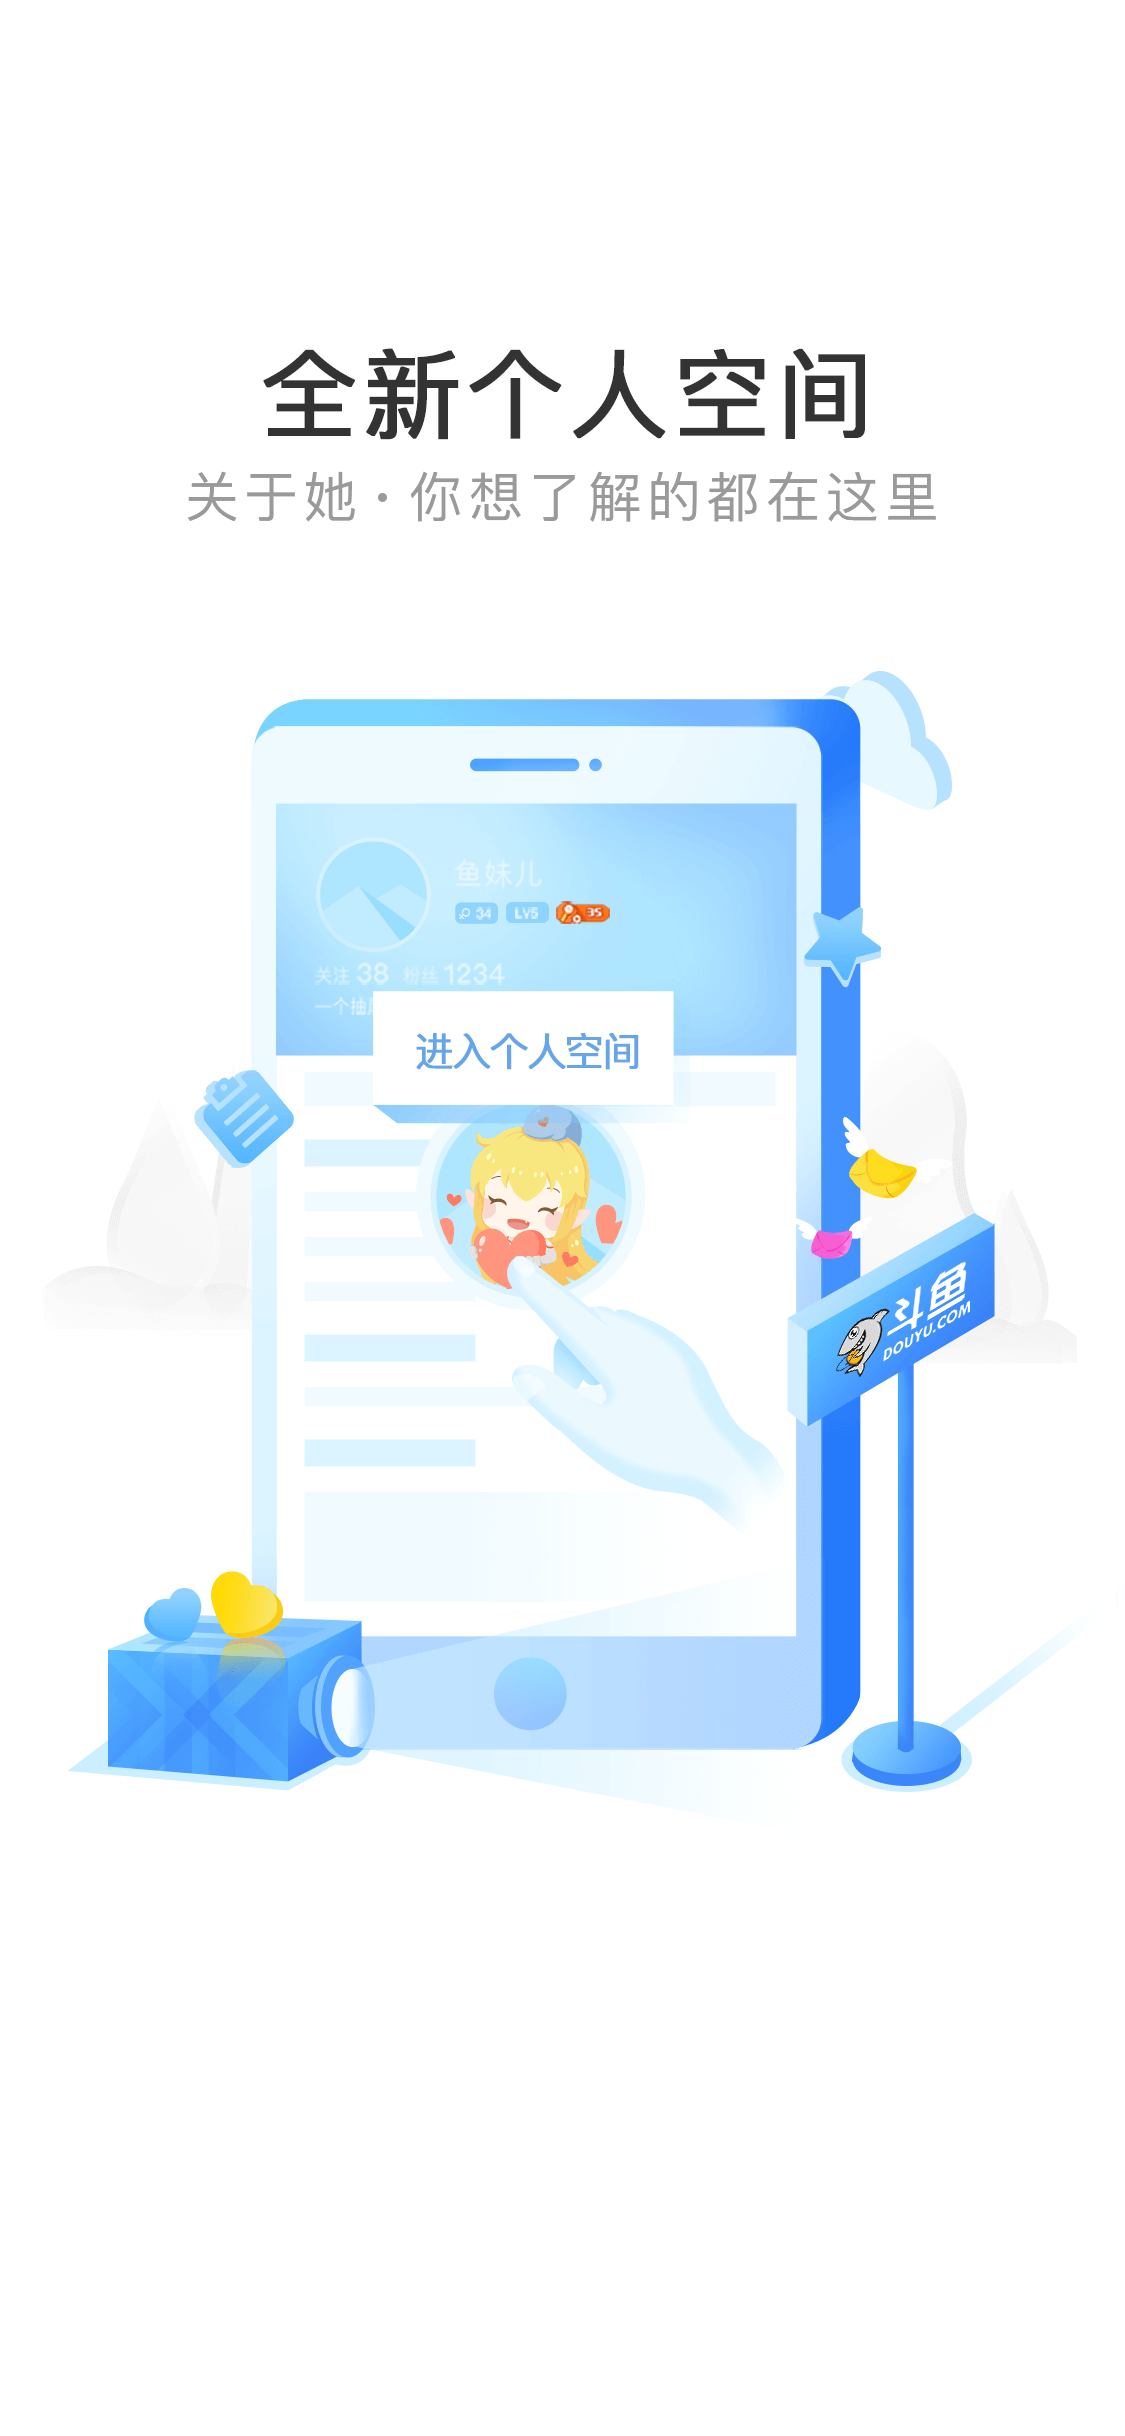 全新个人空间
关于她·你想了解的都在这里
鱼妹儿
34 LV5 35
关注 38 粉丝 1234
一个抽
进入个人空间
斗鱼
DOUYU.COM